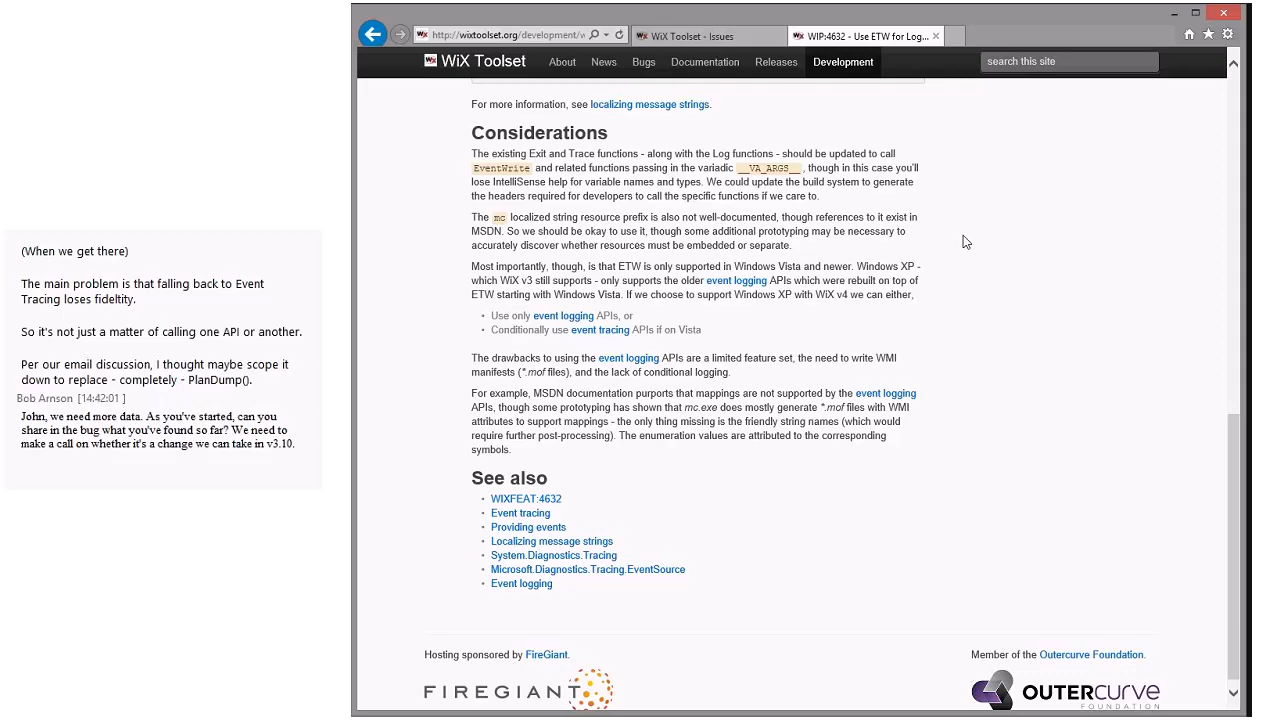 (When we get there)
The main problem is that falling back to Event
Tracing loses fideltity.
So it's not just a matter of calling one API or another.
Per our email discussion, I thought maybe scope it
down to replace - completely - PlanDump().
Bob Arnson [14:42:01 ]
John, we need more data. As you've started, can you
share in the bug what you've found so far? We need to
make a call on whether it's a change we can take in v3.10.
http://wixtoolset.org/development/w
WiX Toolset - Issues
WIP:4632 - Use ETW for Log...
WiX Toolset
About
News
Bugs
Documentation
Releases
Development
search this site
For more information, see localizing message strings.
Considerations
The existing Exit and Trace functions - along with the Log functions - should be updated to call
EventWrite and related functions passing in the variadic __VA_ARGS__, though in this case you'll
lose IntelliSense help for variable names and types. We could update the build system to generate
the headers required for developers to call the specific functions if we care to.
The mc localized string resource prefix is also not well-documented, though references to it exist in
MSDN. So we should be okay to use it, though some additional prototyping may be necessary to
accurately discover whether resources must be embedded or separate.
Most importantly, though, is that ETW is only supported in Windows Vista and newer. Windows XP -
which WiX v3 still supports - only supports the older event logging APIs which were rebuilt on top of
ETW starting with Windows Vista. If we choose to support Windows XP with WiX v4 we can either,
• Use only event logging APIs, or
• Conditionally use event tracing APIs if on Vista
The drawbacks to using the event logging APIs are a limited feature set, the need to write WMI
manifests (*.mof files), and the lack of conditional logging.
For example, MSDN documentation purports that mappings are not supported by the event logging
APIs, though some prototyping has shown that mc.exe does mostly generate *.mof files with WMI
attributes to support mappings - the only thing missing is the friendly string names (which would
require further post-processing). The enumeration values are attributed to the corresponding
symbols.
See also
• WIXFEAT:4632
• Event tracing
• Providing events
• Localizing message strings
• System.Diagnostics.Tracing
• Microsoft.Diagnostics.Tracing.EventSource
• Event logging
Hosting sponsored by FireGiant.
Member of the Outercurve Foundation.
FIREGIANT
OUTERCURVE
FOUNDATION